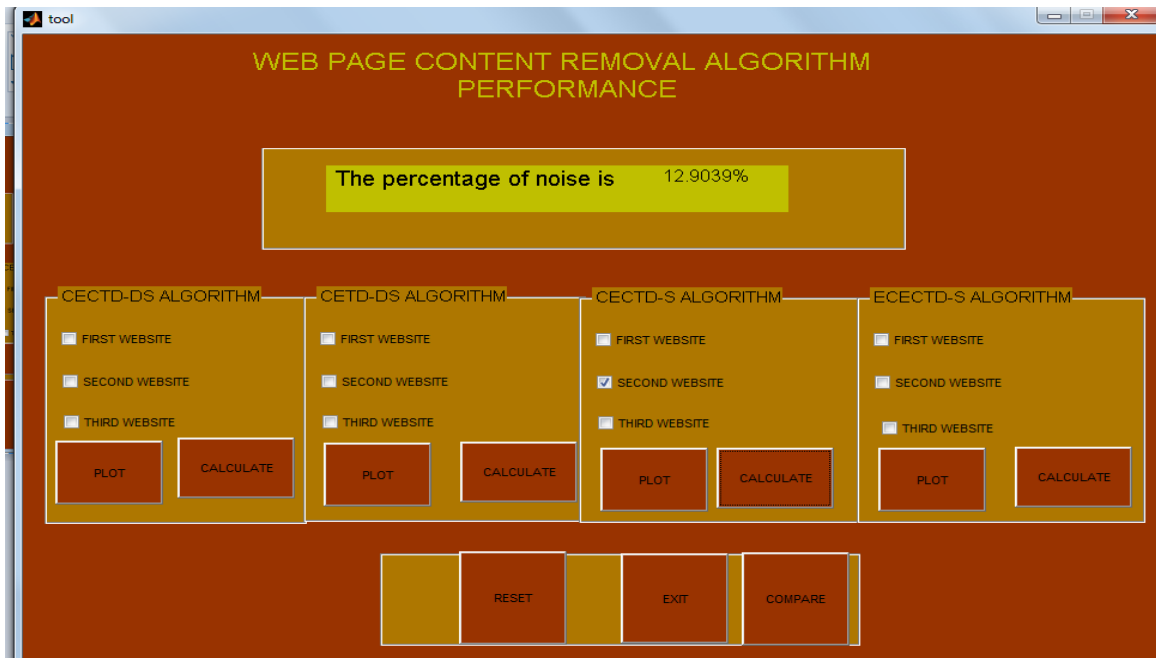 tool
WEB PAGE CONTENT REMOVAL ALGORITHM
PERFORMANCE
The percentage of noise is 12.9039%
CECTD-DS ALGORITHM
FIRST WEBSITE
SECOND WEBSITE
THIRD WEBSITE
PLOT CALCULATE
CETD-DS ALGORITHM
FIRST WEBSITE
SECOND WEBSITE
THIRD WEBSITE
PLOT CALCULATE
CECTD-S ALGORITHM
FIRST WEBSITE
SECOND WEBSITE
THIRD WEBSITE
PLOT CALCULATE
ECECTD-S ALGORITHM
FIRST WEBSITE
SECOND WEBSITE
THIRD WEBSITE
PLOT CALCULATE
RESET EXIT COMPARE